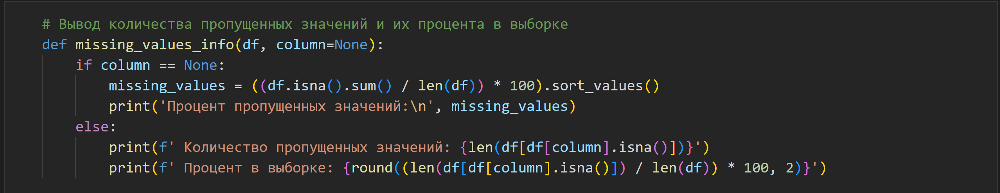 # Вывод количества пропущенных значений и их процента в выборке
def missing_values_info(df, column=None):
    if column == None:
        missing_values = ((df.isna().sum() / len(df)) * 100).sort_values()
        print('Процент пропущенных значений:\n', missing_values)
    else:
        print(f' Количество пропущенных значений: {len(df[df[column].isna()])}')
        print(f' Процент в выборке: {round((len(df[df[column].isna()]) / len(df)) * 100, 2)}')